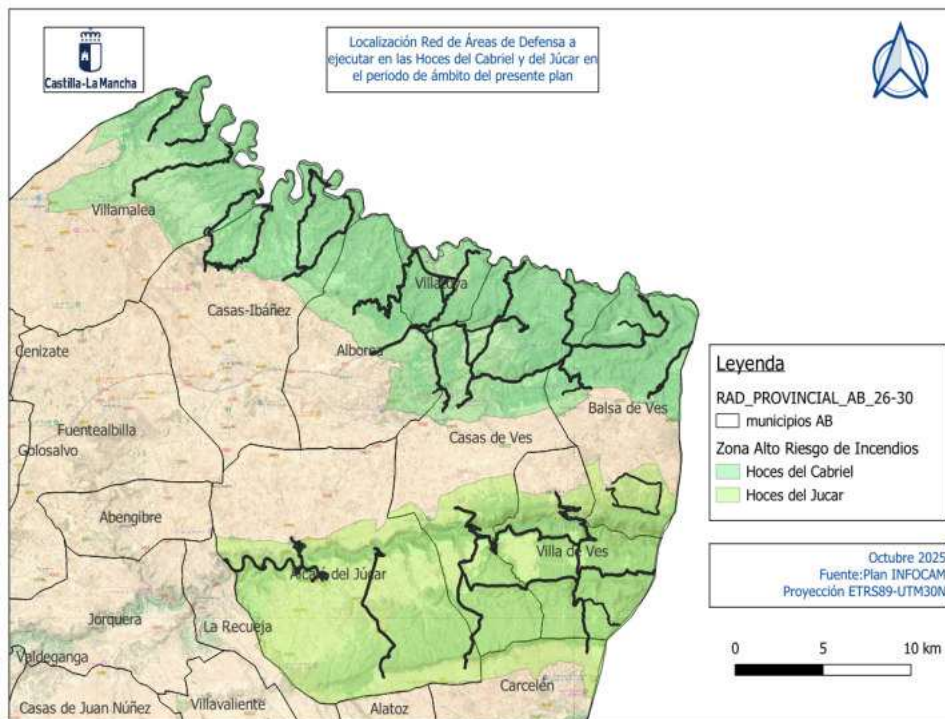 Castilla-La Mancha
Localización Red de Áreas de Defensa a
ejecutar en las Hoces del Cabriel y del Júcar en
el periodo de ámbito del presente plan
Villamalea
Villatoya
Casas-Ibáñez
Cenizate
Alborea
Balsa de Ves
Fuentealbilla
Golosalvo
Casas de Ves
Abengibre
Villa de Ves
Alcalá del Júcar
Jorquera
La Recueja
Valdeganga
Carcelén
Casas de Juan Núñez
Villavaliente
Alatoz
Leyenda
RAD_PROVINCIAL_AB_26-30
municipios AB
Zona Alto Riesgo de Incendios
Hoces del Cabriel
Hoces del Jucar
Octubre 2025
Fuente:Plan INFOCAM
Proyección ETRS89-UTM30N
0 5 10 km